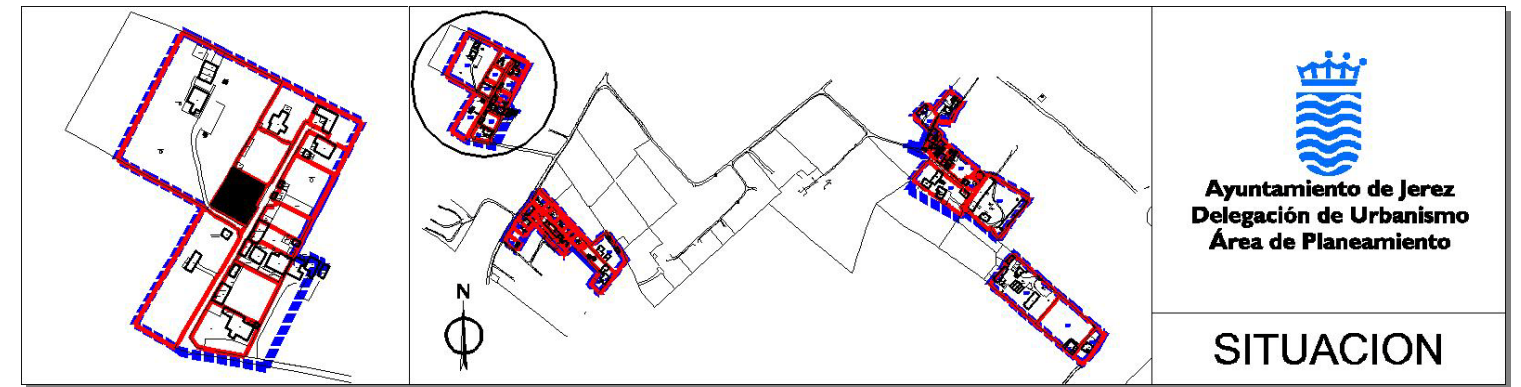 N
Ayuntamiento de Jerez
Delegación de Urbanismo
Área de Planeamiento
SITUACION